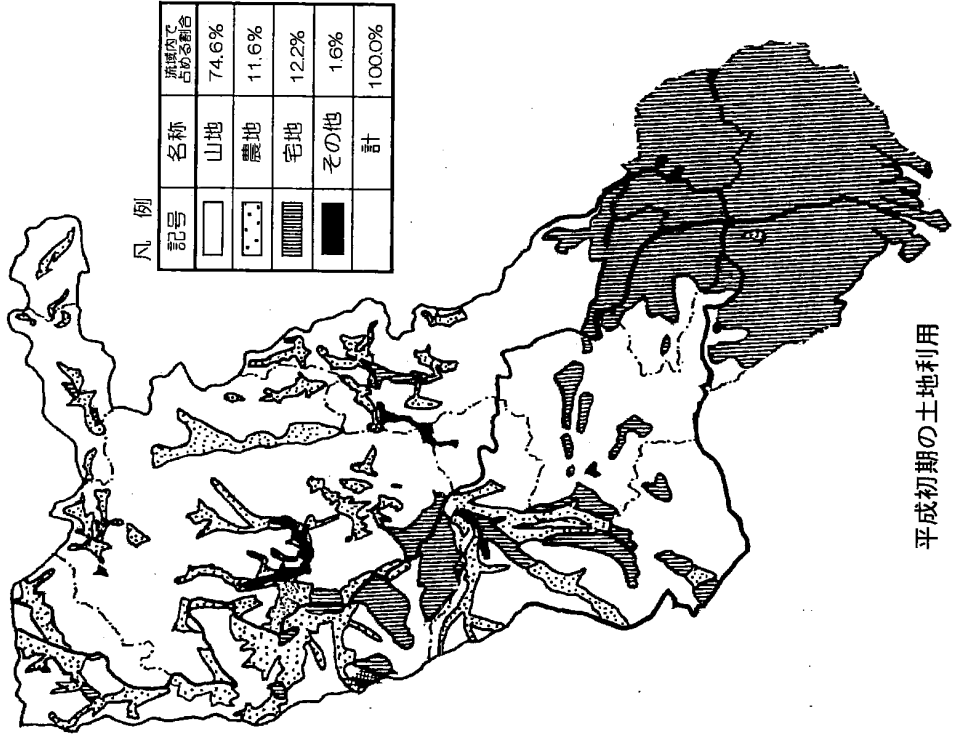 凡例
記号 名称 流域内で占める割合
山地 74.6%
農地 11.6%
宅地 12.2%
その他 1.6%
計 100.0%
平成初期の土地利用